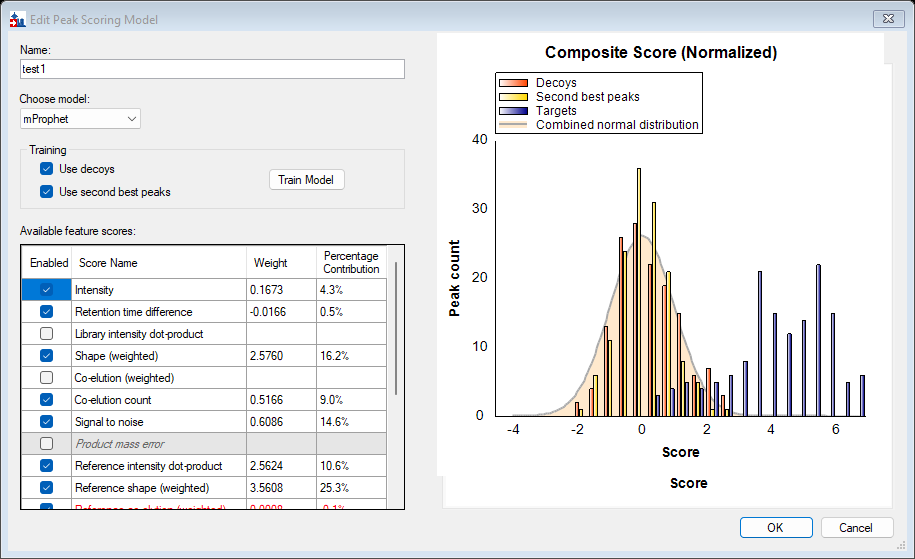 Edit Peak Scoring Model
Name:
test1
Choose model:
mProphet
Training
Use decoys
Use second best peaks
Train Model
Available feature scores:
Enabled Score Name Weight Percentage Contribution
Intensity 0.1673 4.3%
Retention time difference -0.0166 0.5%
Library intensity dot-product
Shape (weighted) 2.5760 16.2%
Co-elution (weighted)
Co-elution count 0.5166 9.0%
Signal to noise 0.6086 14.6%
Product mass error
Reference intensity dot-product 2.5624 10.6%
Reference shape (weighted) 3.5608 25.3%
Reference co-elution (weighted)
Composite Score (Normalized)
Decoys
Second best peaks
Targets
Combined normal distribution
Peak count
40
30
20
10
0
-4 -2 0 2 4 6
Score
Score
OK Cancel